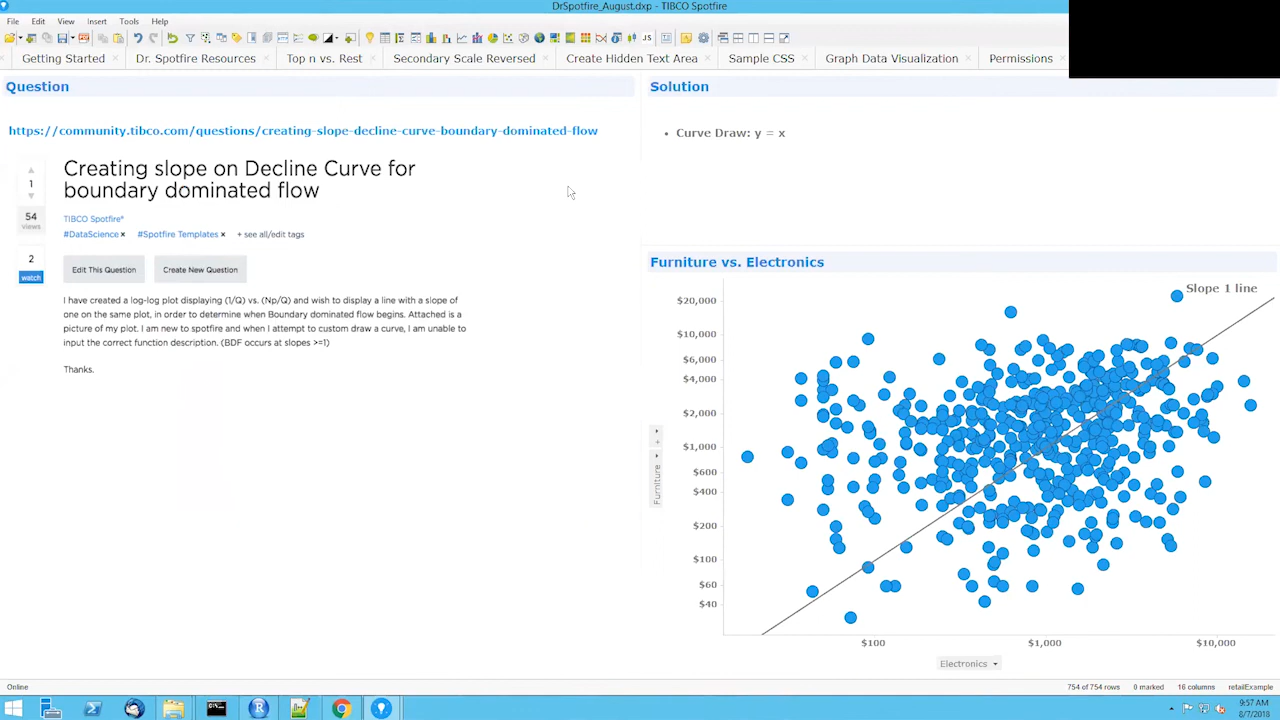 DrSpotfire_August.dxp - TIBCO Spotfire
File Edit View Insert Tools Help
JS
Getting Started Dr. Spotfire Resources Top n vs. Rest Secondary Scale Reversed Create Hidden Text Area Sample CSS Graph Data Visualization Permissions
Question
https://community.tibco.com/questions/creating-slope-decline-curve-boundary-dominated-flow
1
54
views
2
watch
Creating slope on Decline Curve for
boundary dominated flow
TIBCO Spotfire®
#DataScience × #Spotfire Templates × + see all/edit tags
Edit This Question Create New Question
I have created a log-log plot displaying (1/Q) vs. (Np/Q) and wish to display a line with a slope of
one on the same plot, in order to determine when Boundary dominated flow begins. Attached is a
picture of my plot. I am new to spotfire and when I attempt to custom draw a curve, I am unable to
input the correct function description. (BDF occurs at slopes >=1)
Thanks.
Solution
• Curve Draw: y = x
Furniture vs. Electronics
Slope 1 line
$20,000
$10,000
$6,000
$4,000
$2,000
$1,000
$600
$400
$200
$100
$60
$40
Furniture
$100 $1,000 $10,000
Electronics
Online 754 of 754 rows 0 marked 16 columns retailExample
9:57 AM
8/7/2018